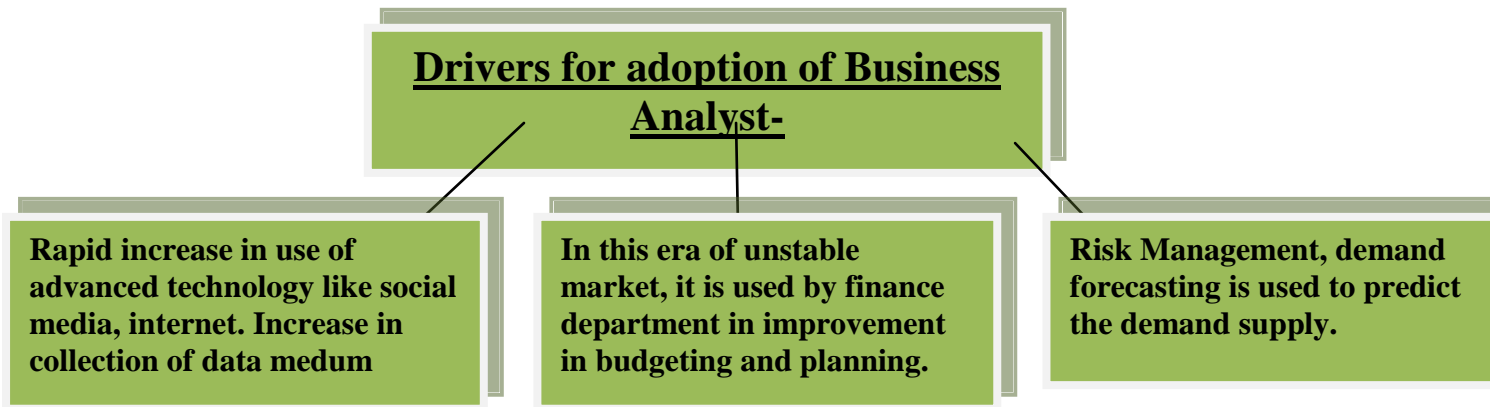 Drivers for adoption of Business
Analyst-
Rapid increase in use of
advanced technology like social
media, internet. Increase in
collection of data medum
In this era of unstable
market, it is used by finance
department in improvement
in budgeting and planning.
Risk Management, demand
forecasting is used to predict
the demand supply.